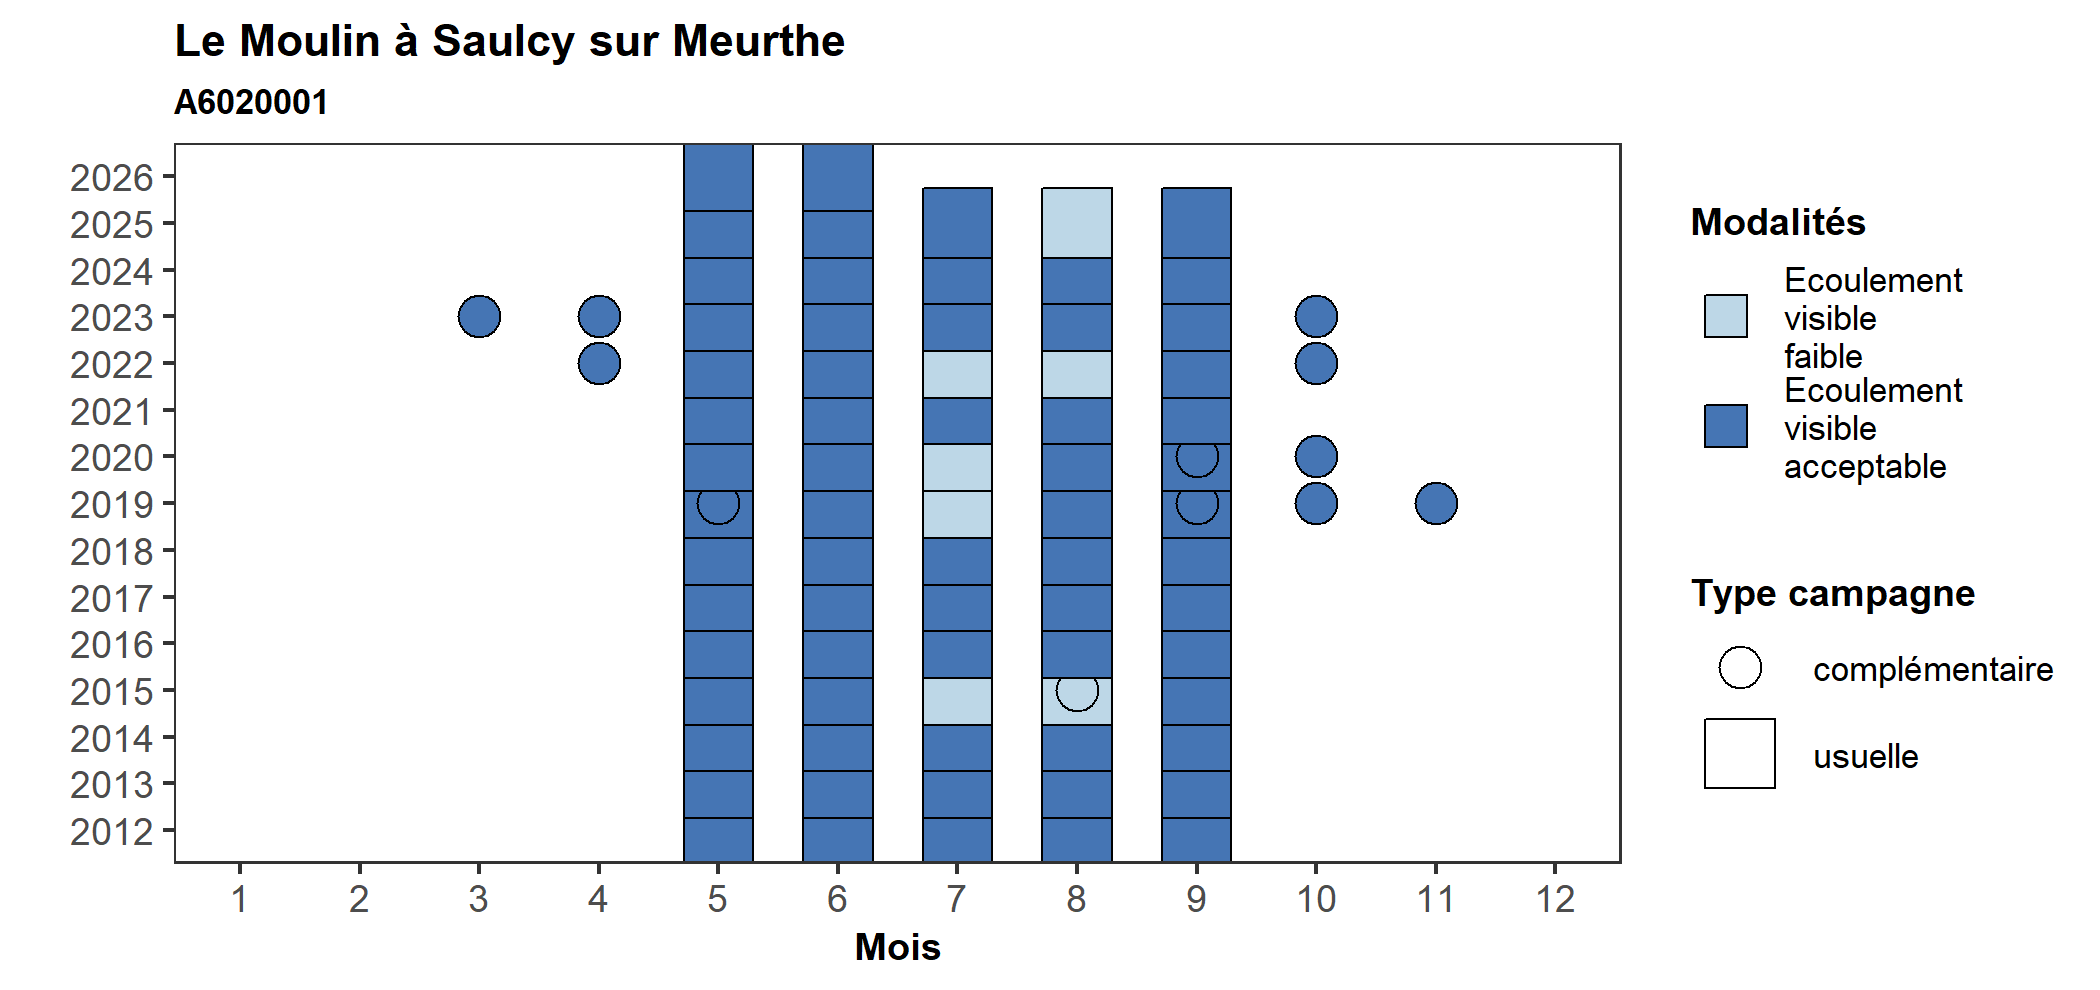 Le Moulin à Saulcy sur Meurthe
A6020001
2026
2025
2024
2023
2022
2021
2020
2019
2018
2017
2016
2015
2014
2013
2012
1 2 3 4 5 6 7 8 9 10 11 12
Mois
Modalités
Ecoulement
visible
faible
Ecoulement
visible
acceptable
Type campagne
complémentaire
usuelle